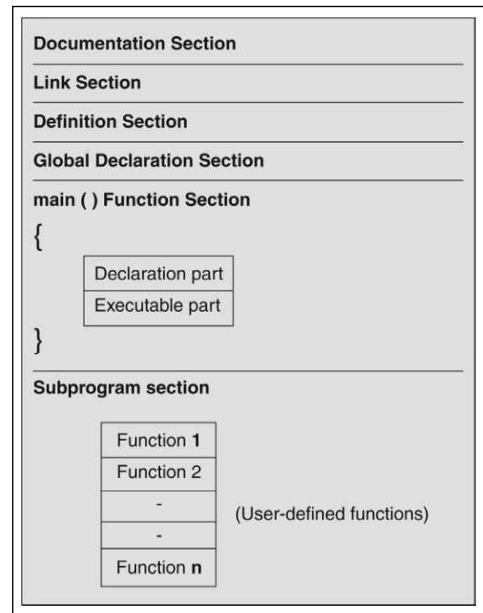 Documentation Section
Link Section
Definition Section
Global Declaration Section
main ( ) Function Section
{
Declaration part
Executable part
}
Subprogram section
Function 1
Function 2
-
(User-defined functions)
-
Function n